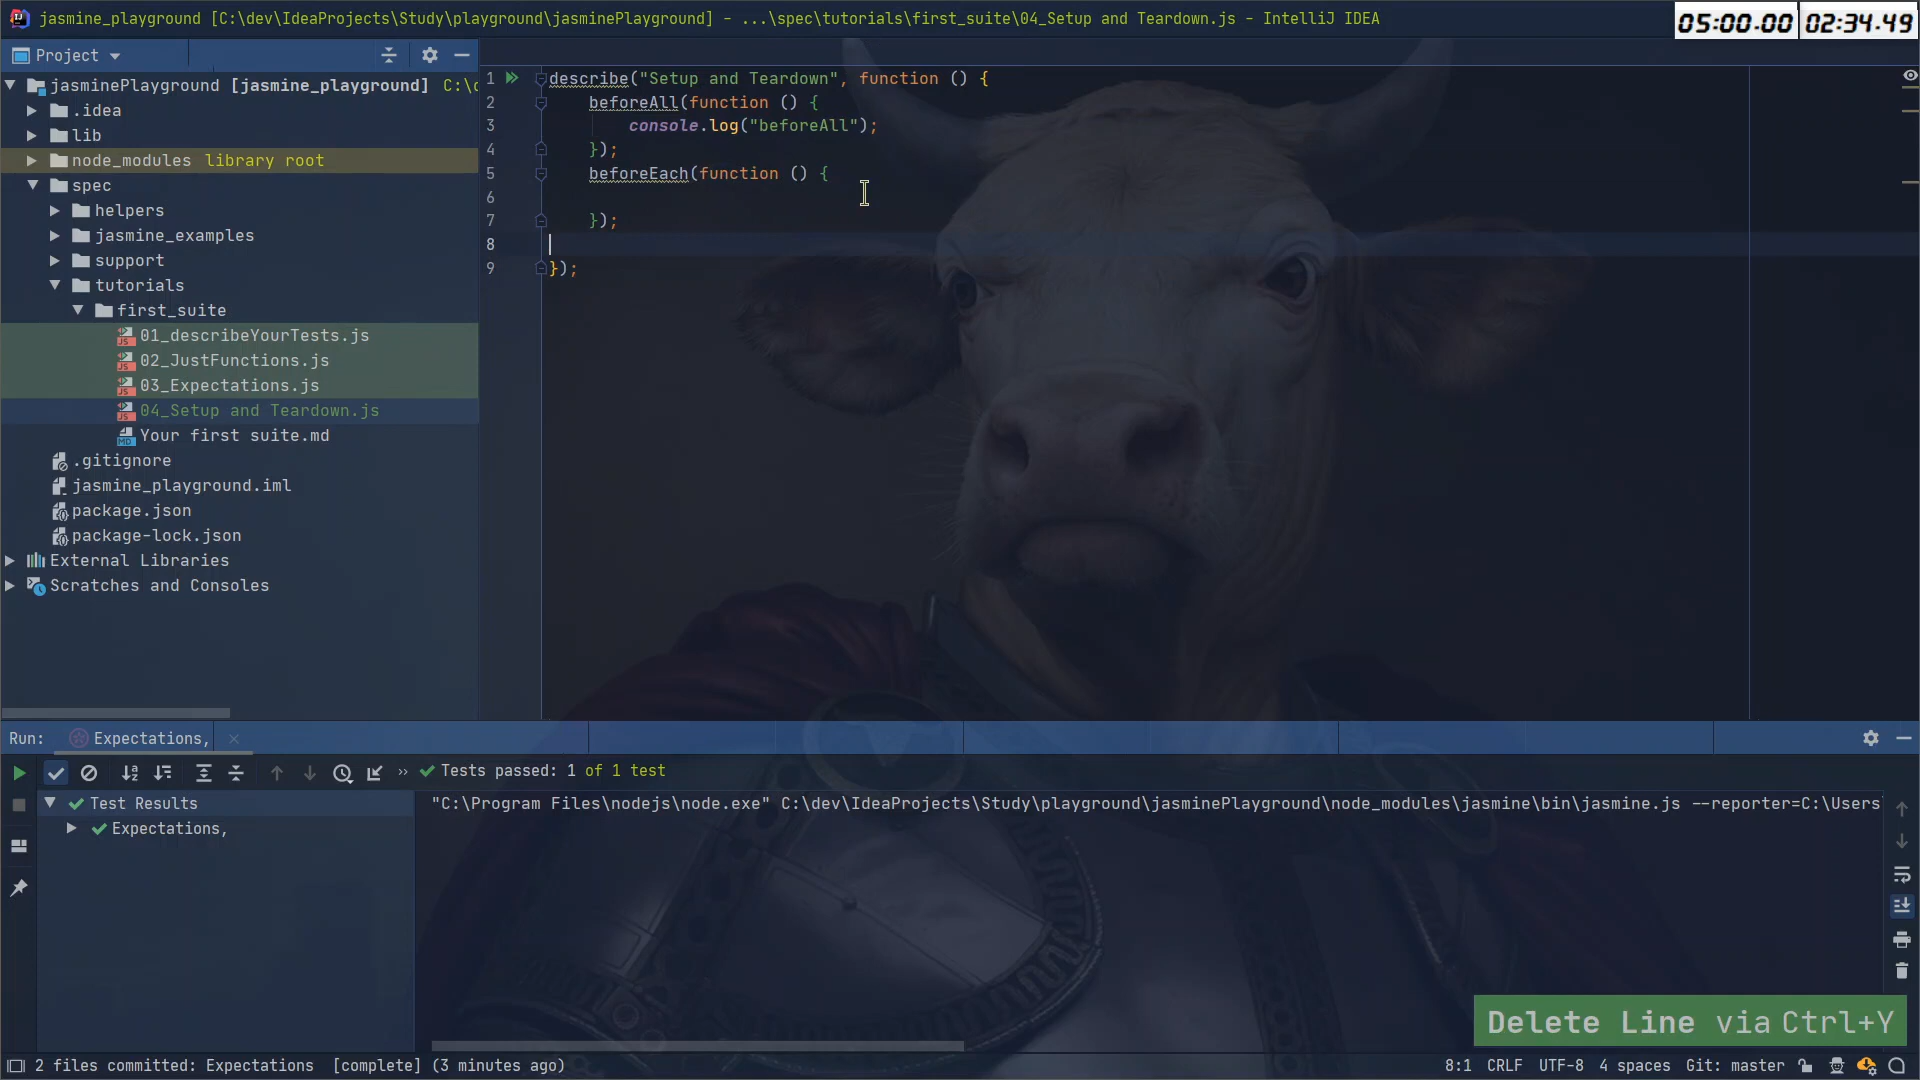 jasmine_playground [C:\dev\IdeaProjects\Study\playground\jasminePlayground] - ...\spec\tutorials\first_suite\04_Setup and Teardown.js - IntelliJ IDEA
05:00.00 02:34.49
Project
jasminePlayground [jasmine_playground]
.idea
lib
node_modules library root
spec
helpers
jasmine_examples
support
tutorials
first_suite
01_describeYourTests.js
02_JustFunctions.js
03_Expectations.js
04_Setup and Teardown.js
Your first suite.md
.gitignore
jasmine_playground.iml
package.json
package-lock.json
External Libraries
Scratches and Consoles
1 describe("Setup and Teardown", function () {
2 beforeAll(function () {
3 console.log("beforeAll");
4 });
5 beforeEach(function () {
6
7 });
8
9 });
Run: Expectations,
Tests passed: 1 of 1 test
Test Results
Expectations,
"C:\Program Files\nodejs\node.exe" C:\dev\IdeaProjects\Study\playground\jasminePlayground\node_modules\jasmine\bin\jasmine.js --reporter=C:\Users
Delete Line via Ctrl+Y
2 files committed: Expectations [complete] (3 minutes ago)
8:1 CRLF UTF-8 4 spaces Git: master